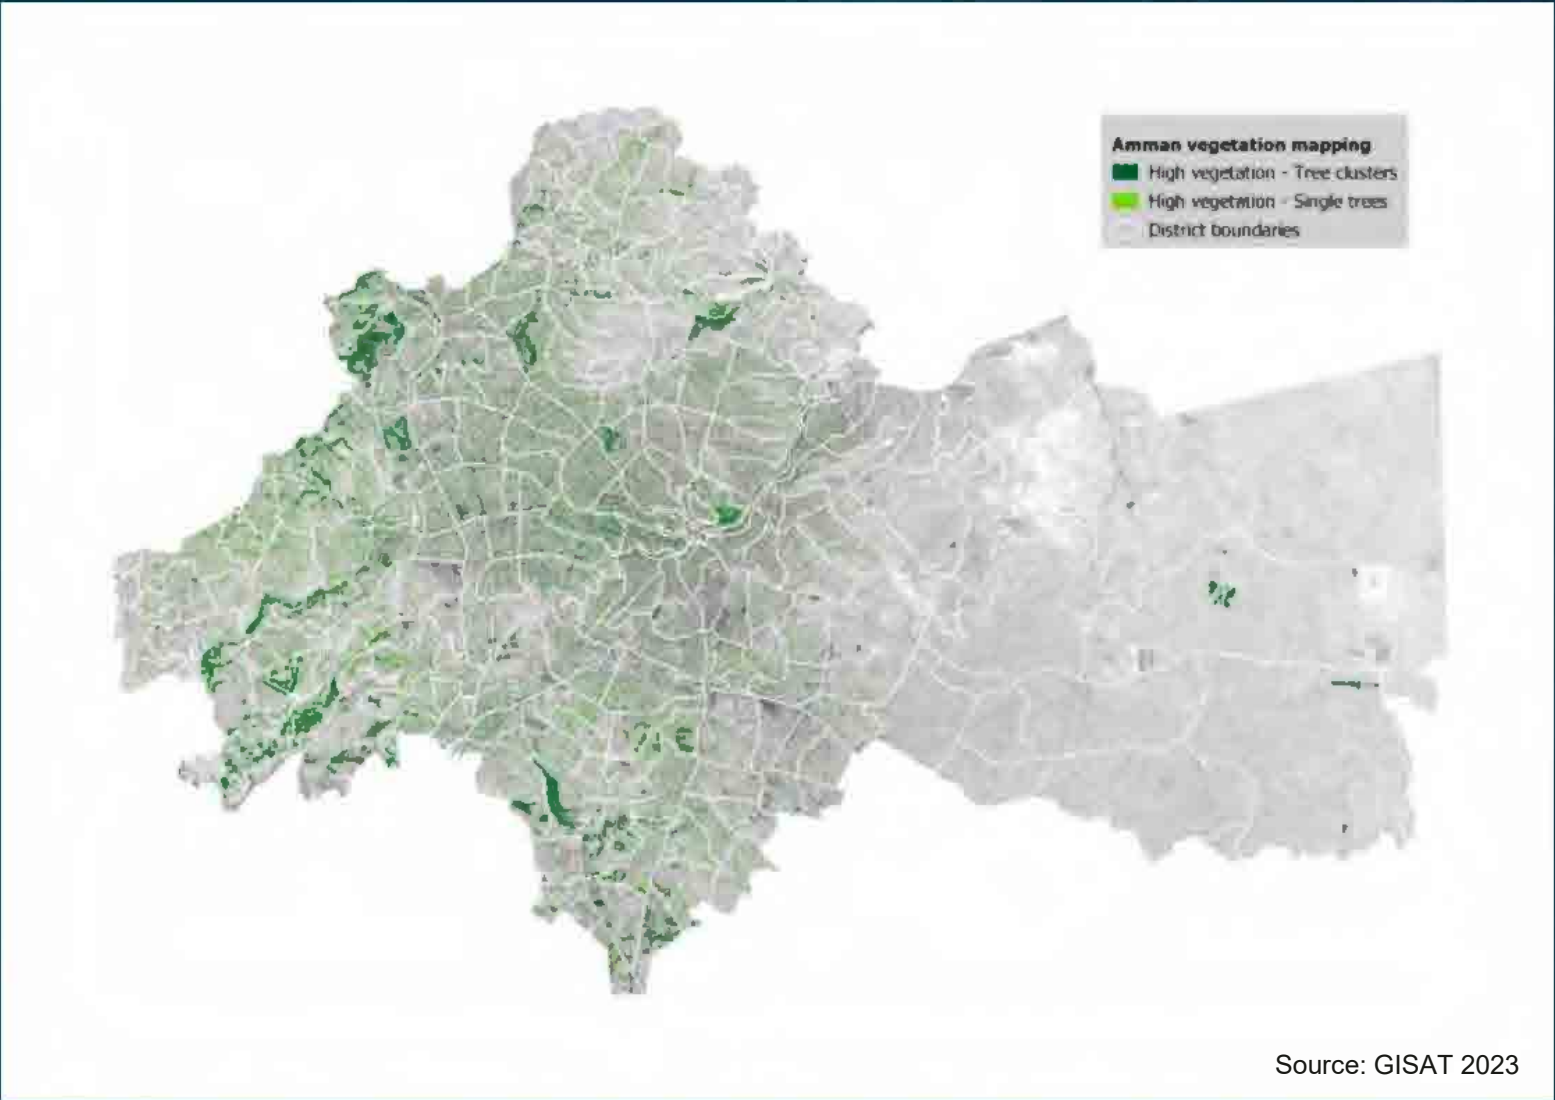 Amman vegetation mapping
High vegetation - Tree clusters
High vegetation - Single trees
District boundaries
Source: GISAT 2023